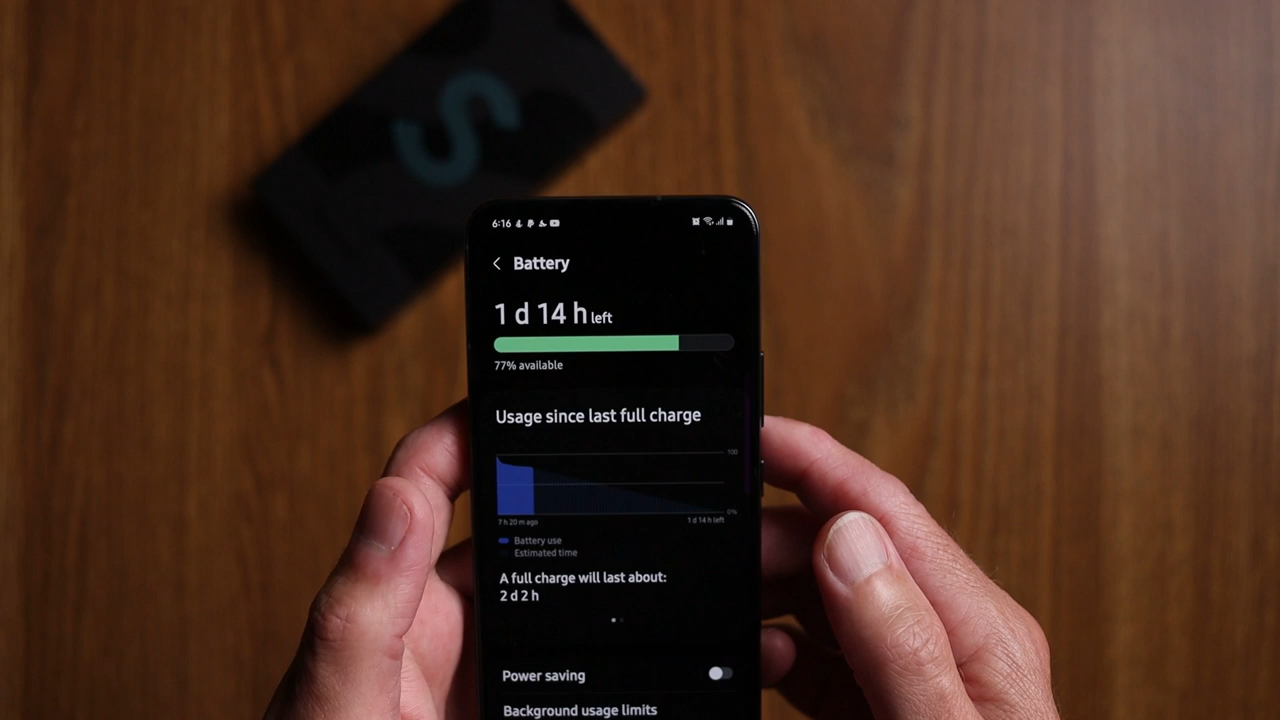 S
6:16
Battery
1 d 14 h left
77% available
Usage since last full charge
100
0%
7 h 20 m ago
1 d 14 h left
Battery use
Estimated time
A full charge will last about:
2 d 2 h
Power saving
Background usage limits